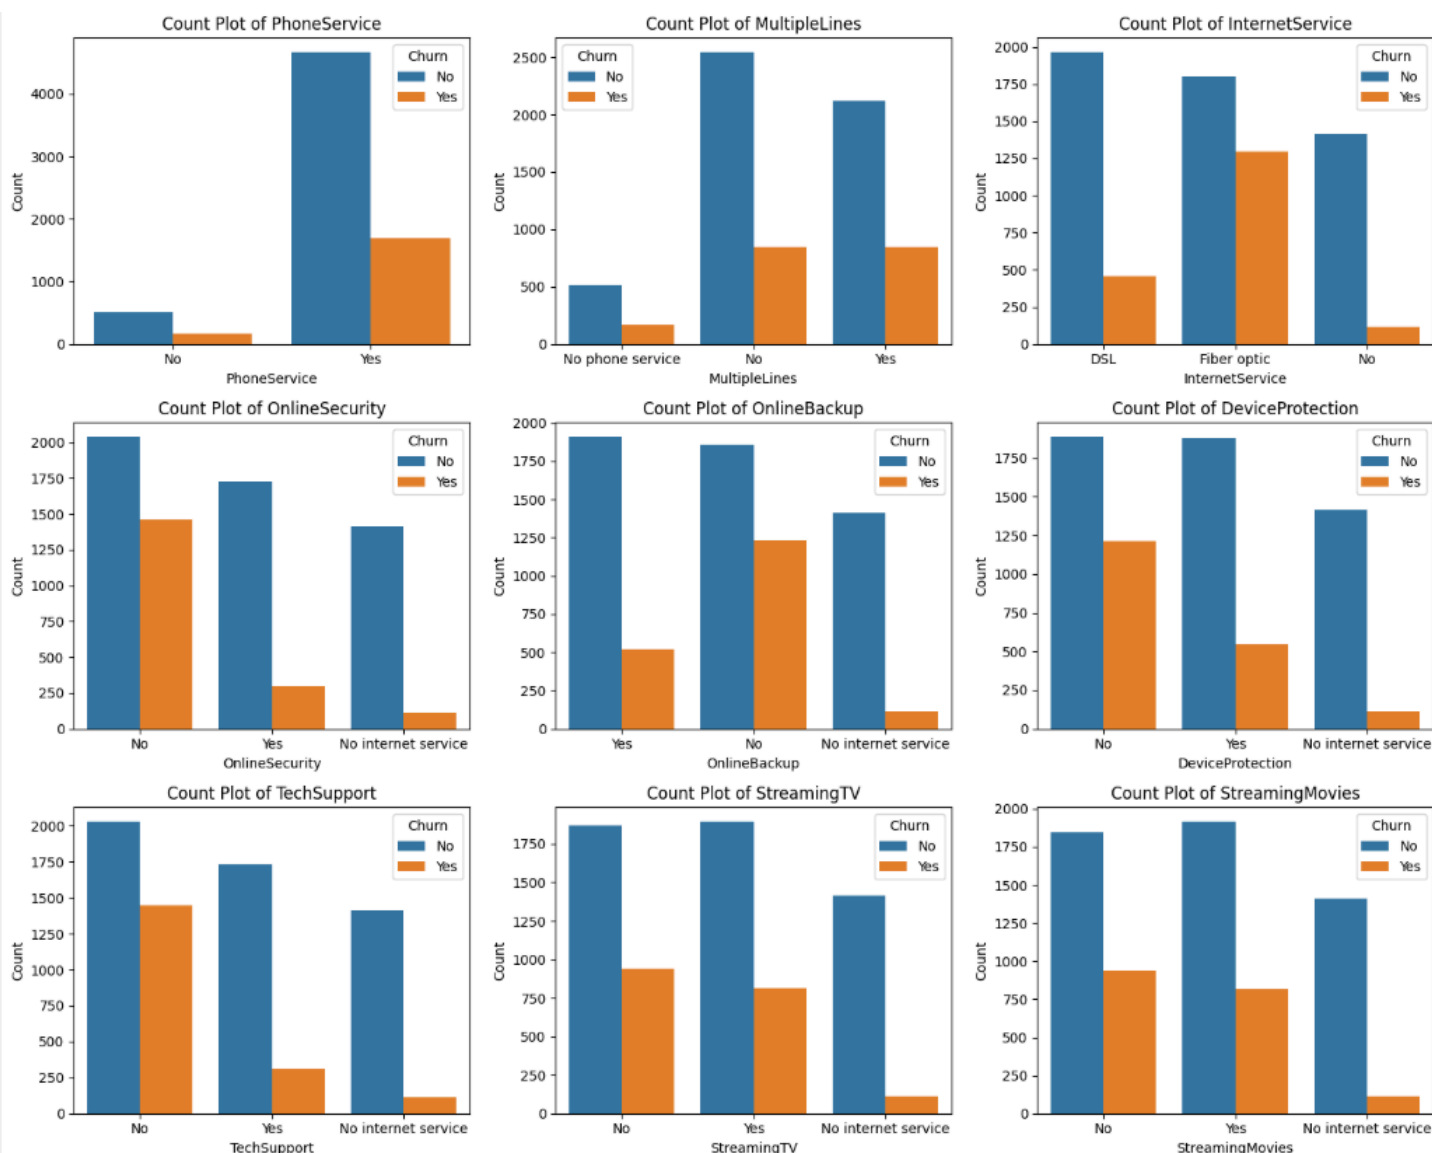 Count Plot of PhoneService
Count
4000
3000
2000
1000
0
Churn
No
Yes
No Yes
PhoneService
Count Plot of MultipleLines
Count
2500
2000
1500
1000
500
0
Churn
No
Yes
No phone service No Yes
MultipleLines
Count Plot of InternetService
Count
2000
1750
1500
1250
1000
750
500
250
0
Churn
No
Yes
DSL Fiber optic No
InternetService
Count Plot of OnlineSecurity
Count
2000
1750
1500
1250
1000
750
500
250
0
Churn
No
Yes
No Yes No internet service
OnlineSecurity
Count Plot of OnlineBackup
Count
2000
1750
1500
1250
1000
750
500
250
0
Churn
No
Yes
Yes No No internet service
OnlineBackup
Count Plot of DeviceProtection
Count
1750
1500
1250
1000
750
500
250
0
Churn
No
Yes
No Yes No internet service
DeviceProtection
Count Plot of TechSupport
Count
2000
1750
1500
1250
1000
750
500
250
0
Churn
No
Yes
No Yes No internet service
TechSupport
Count Plot of StreamingTV
Count
1750
1500
1250
1000
750
500
250
0
Churn
No
Yes
No Yes No internet service
StreamingTV
Count Plot of StreamingMovies
Count
2000
1750
1500
1250
1000
750
500
250
0
Churn
No
Yes
No Yes No internet service
StreamingMovies